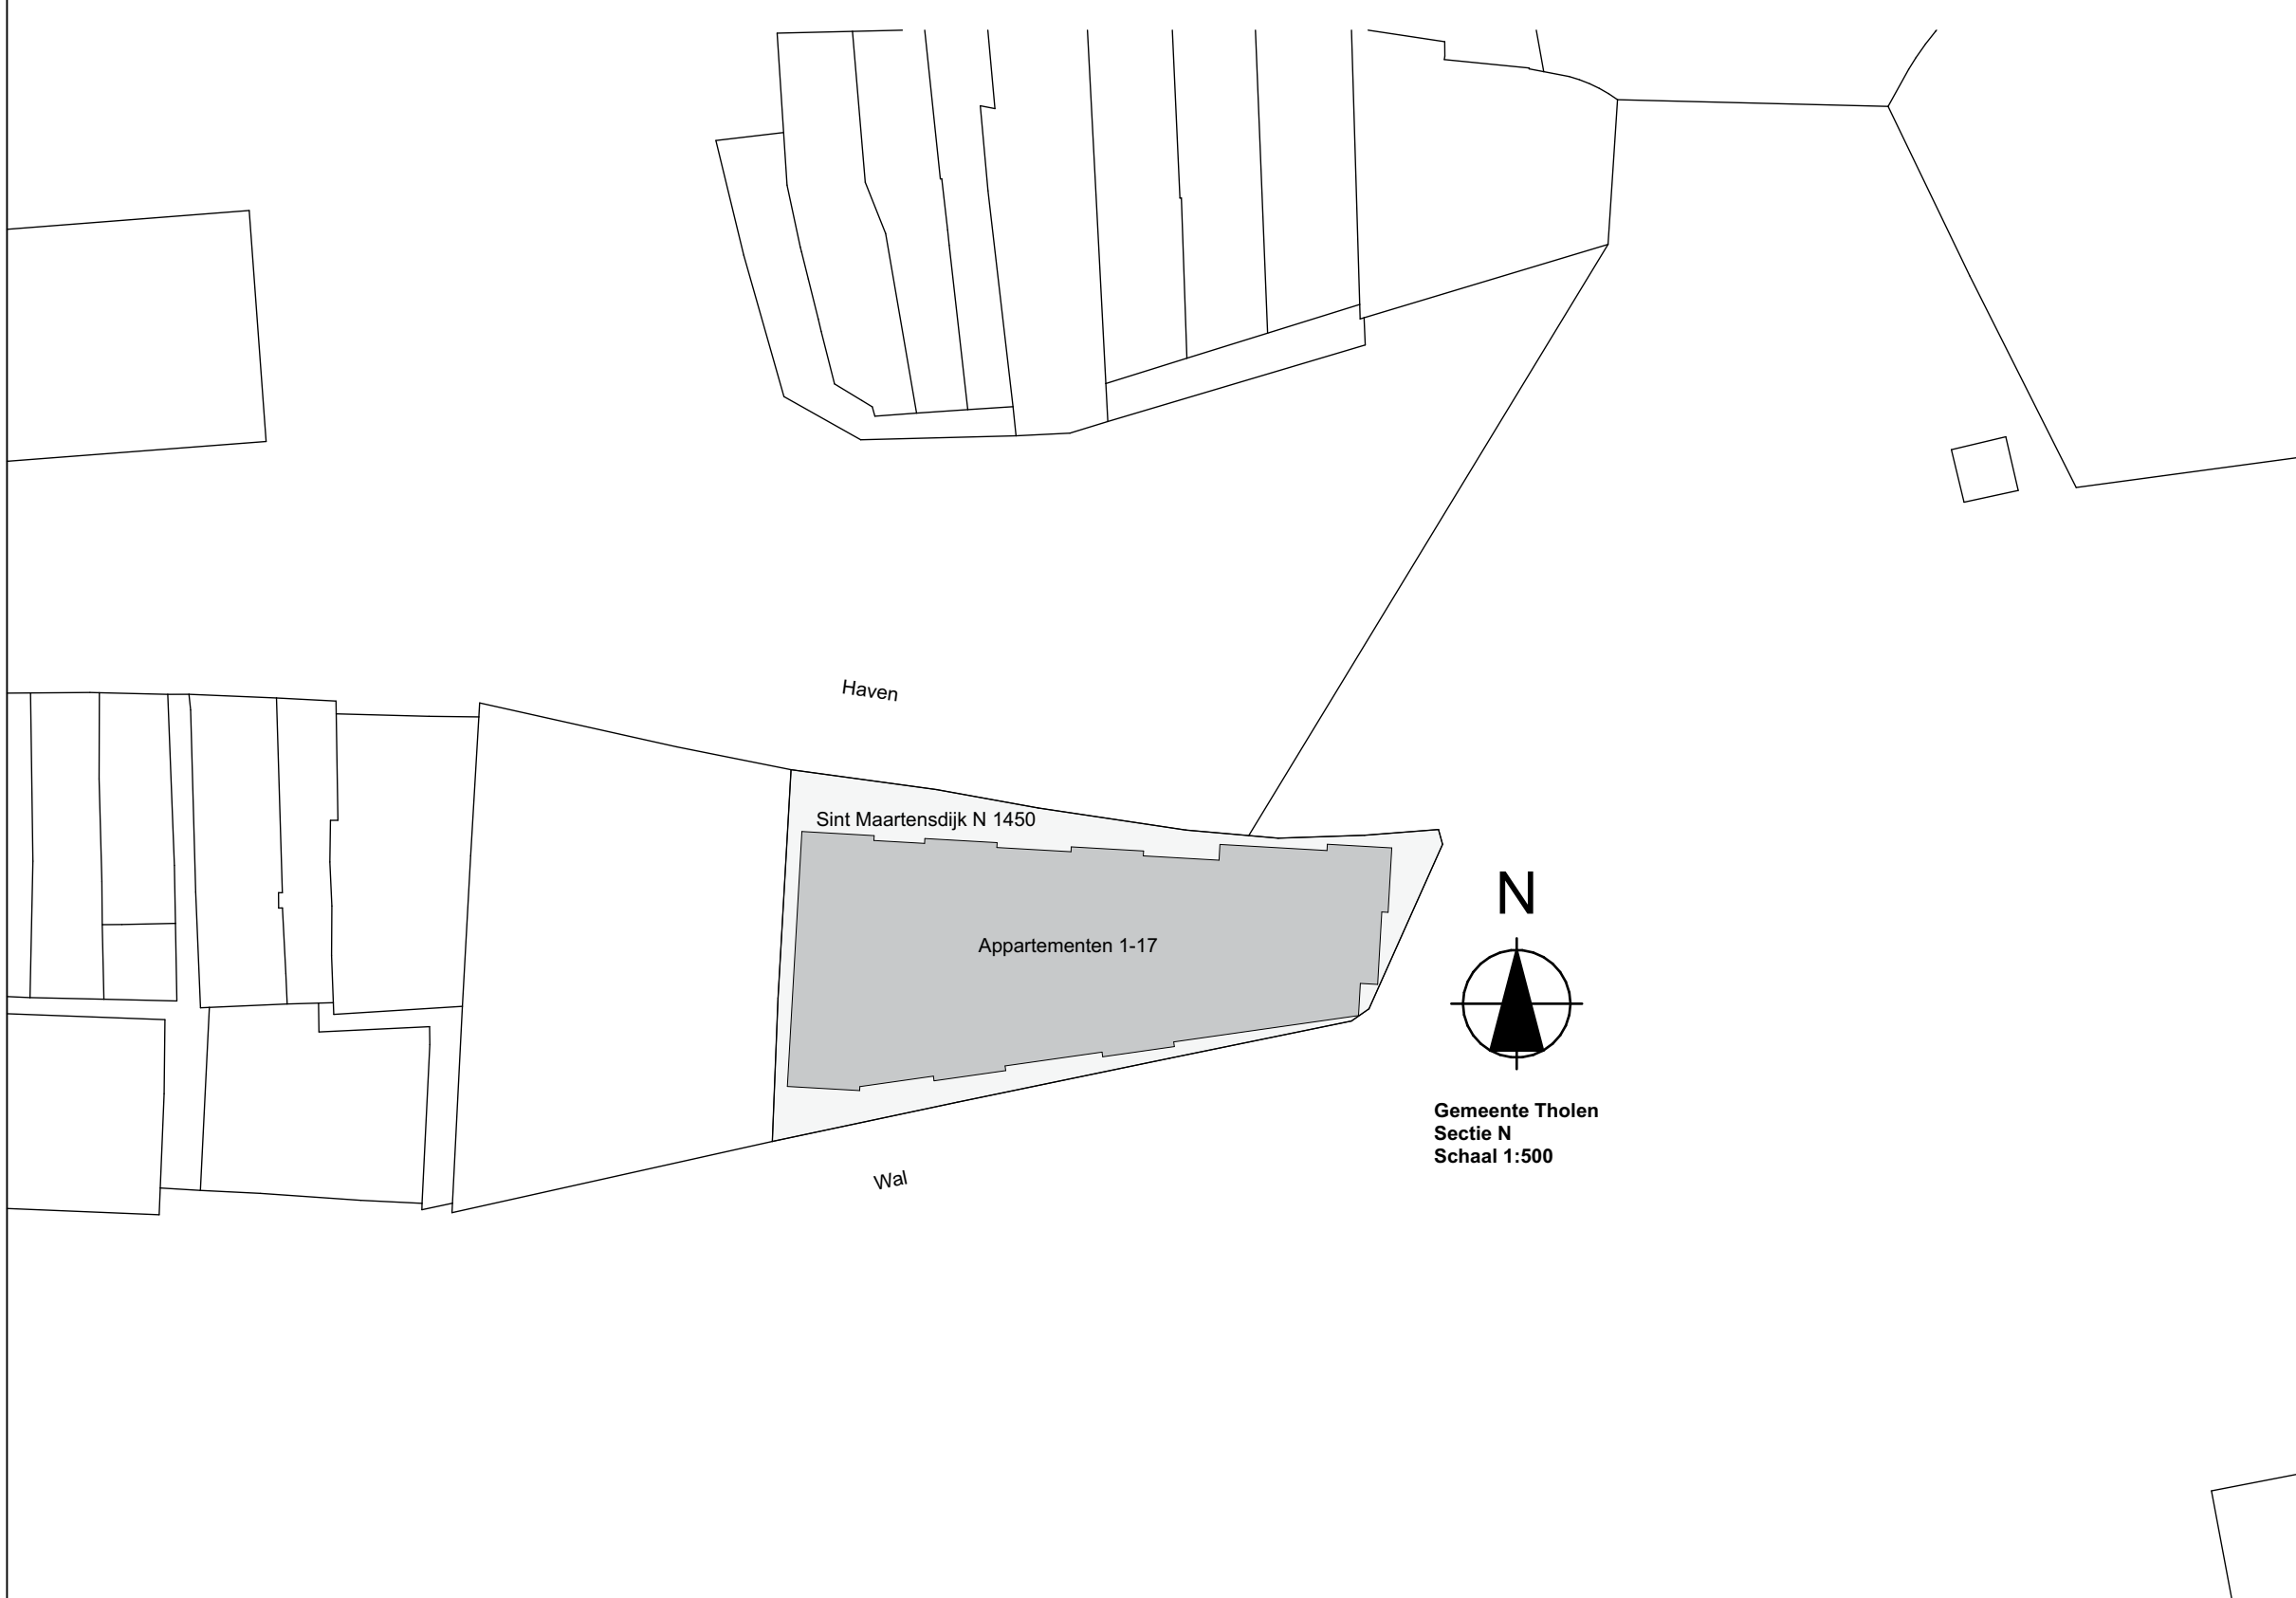 Haven
Sint Maartensdijk N 1450
Appartementen 1-17
N
Gemeente Tholen
Sectie N
Schaal 1:500
Wal